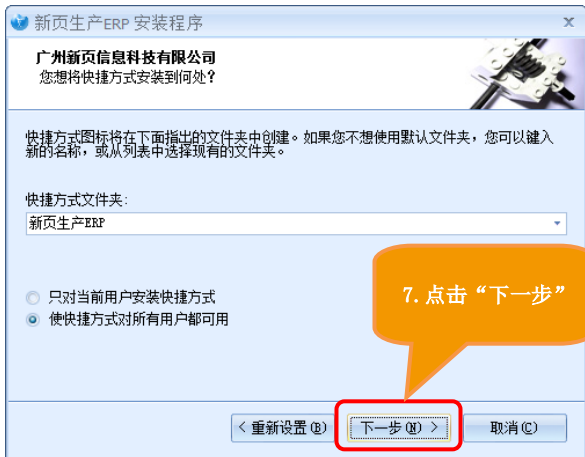 新页生产ERP 安装程序
x
广州新页信息科技有限公司
您想将快捷方式安装到何处?
快捷方式图标将在下面指出的文件夹中创建。如果您不想使用默认文件夹，您可以键入
新的名称，或从列表中选择现有的文件夹。
快捷方式文件夹:
新页生产ERP
只对当前用户安装快捷方式
使快捷方式对所有用户都可用
7.点击“下一步”
< 重新设置(B)
下一步(N) >
取消(C)